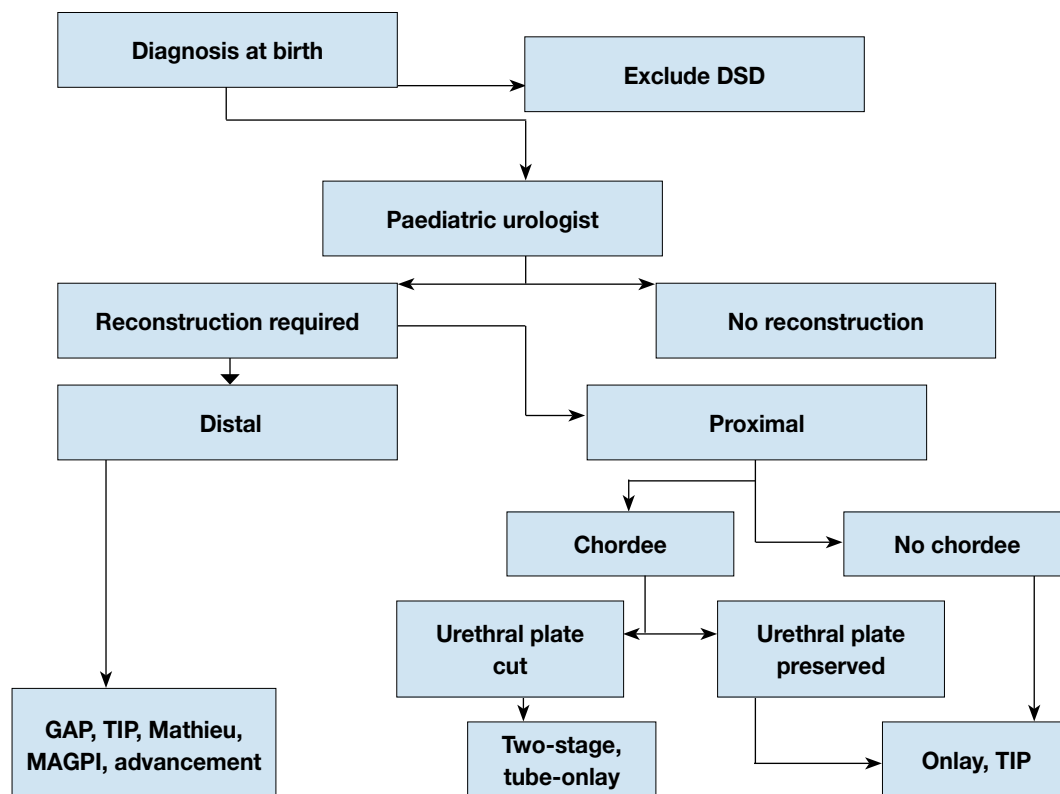 Diagnosis at birth
Exclude DSD
Paediatric urologist
Reconstruction required
No reconstruction
Distal
Proximal
Chordee
No chordee
Urethral plate
cut
Urethral plate
preserved
GAP, TIP, Mathieu,
MAGPI, advancement
Two-stage,
tube-onlay
Onlay, TIP